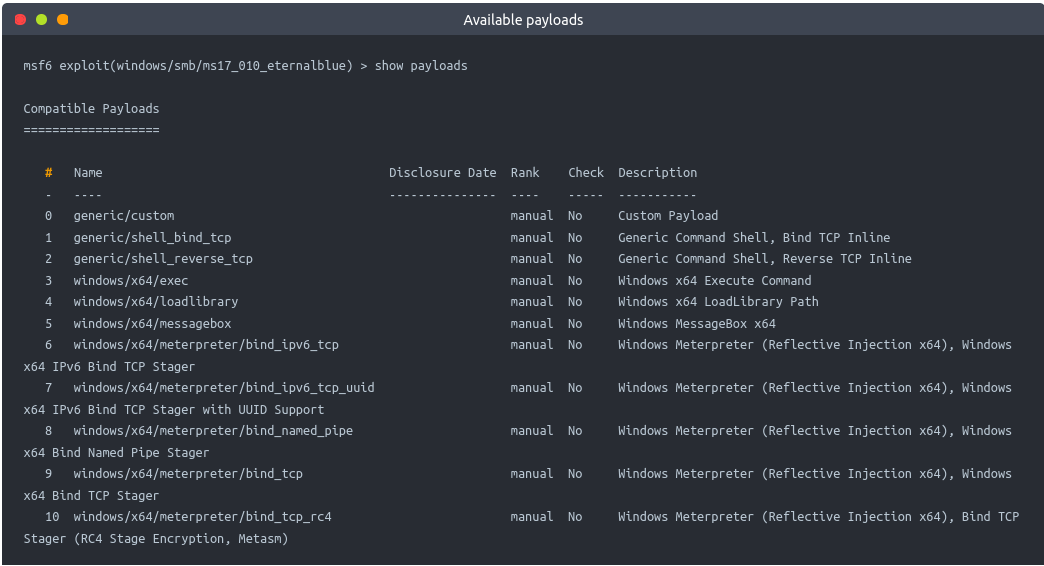 Available payloads
msf6 exploit(windows/smb/ms17_010_eternalblue) > show payloads
Compatible Payloads
===================
#   Name                                        Disclosure Date  Rank    Check  Description
-   ----                                        ---------------  ----    -----  -----------
0   generic/custom                                               manual  No     Custom Payload
1   generic/shell_bind_tcp                                       manual  No     Generic Command Shell, Bind TCP Inline
2   generic/shell_reverse_tcp                                    manual  No     Generic Command Shell, Reverse TCP Inline
3   windows/x64/exec                                             manual  No     Windows x64 Execute Command
4   windows/x64/loadlibrary                                      manual  No     Windows x64 LoadLibrary Path
5   windows/x64/messagebox                                       manual  No     Windows MessageBox x64
6   windows/x64/meterpreter/bind_ipv6_tcp                        manual  No     Windows Meterpreter (Reflective Injection x64), Windows
x64 IPv6 Bind TCP Stager
7   windows/x64/meterpreter/bind_ipv6_tcp_uuid                   manual  No     Windows Meterpreter (Reflective Injection x64), Windows
x64 IPv6 Bind TCP Stager with UUID Support
8   windows/x64/meterpreter/bind_named_pipe                      manual  No     Windows Meterpreter (Reflective Injection x64), Windows
x64 Bind Named Pipe Stager
9   windows/x64/meterpreter/bind_tcp                             manual  No     Windows Meterpreter (Reflective Injection x64), Windows
x64 Bind TCP Stager
10  windows/x64/meterpreter/bind_tcp_rc4                         manual  No     Windows Meterpreter (Reflective Injection x64), Bind TCP
Stager (RC4 Stage Encryption, Metasm)